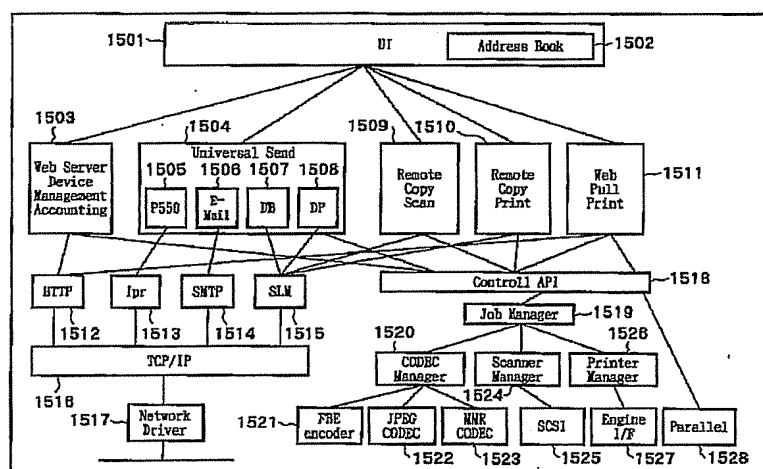 1501
UI
Address Book
1502
1503
1504
1509
1510
Universal Send
1505
1506
1507
1508
1511
Web Server
Device
Management
Accounting
P550
E-
Mail
DB
DP
Remote
Copy
Scan
Remote
Copy
Print
Web
Pull
Print
HTTP
lpr
SMTP
SLM
Controll API
1518
1512
1513
1514
1515
Job Manager
1519
1520
1526
TCP/IP
CODEC
Manager
Scanner
Manager
Printer
Manager
1516
1524
1517
Network
Driver
1521
FBE
encoder
JPEG
CODEC
MMR
CODEC
SCSI
Engine
I/F
Parallel
1522
1523
1525
1527
1528